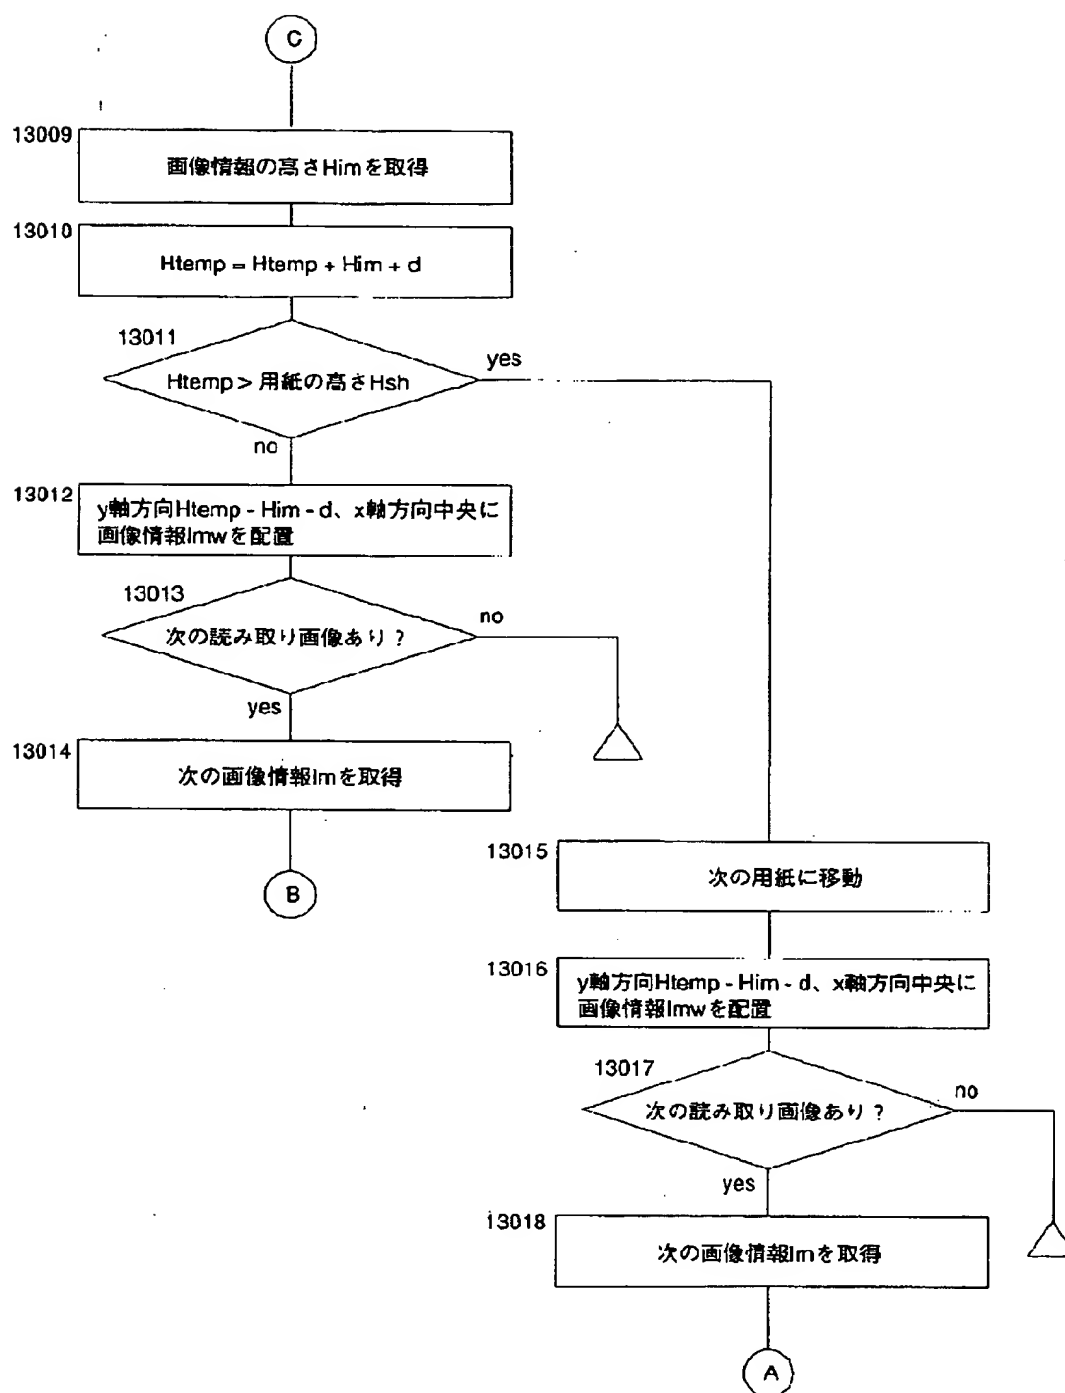 C
13009
画像情報の高さHimを取得
13010
Htemp = Htemp + Him + d
13011
Htemp > 用紙の高さHsh
yes
no
13012
y軸方向Htemp - Him - d、x軸方向中央に
画像情報Imwを配置
13013
次の読み取り画像あり？
no
yes
13014
次の画像情報Imを取得
B
13015
次の用紙に移動
13016
y軸方向Htemp - Him - d、x軸方向中央に
画像情報Imwを配置
13017
次の読み取り画像あり？
no
yes
13018
次の画像情報Imを取得
A